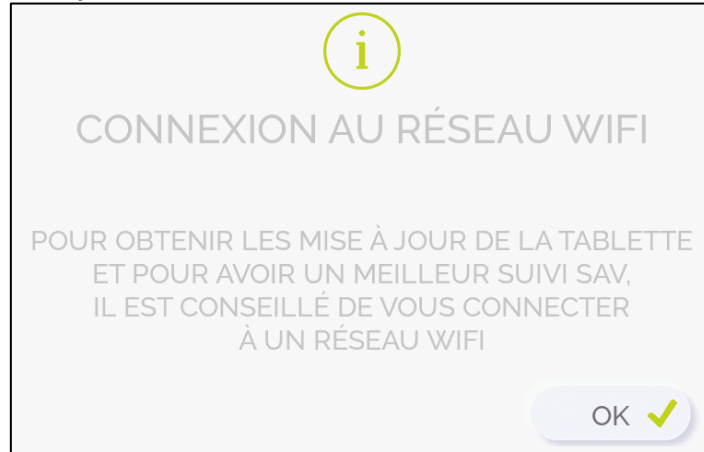 i
CONNEXION AU RÉSEAU WIFI
POUR OBTENIR LES MISE À JOUR DE LA TABLETTE
ET POUR AVOIR UN MEILLEUR SUIVI SAV,
IL EST CONSEILLÉ DE VOUS CONNECTER
À UN RÉSEAU WIFI
OK